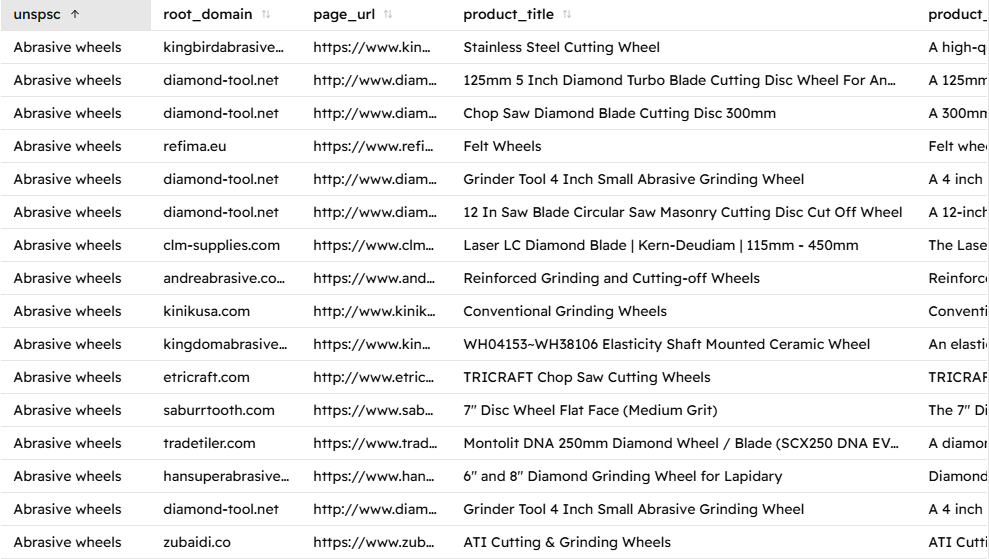 unspsc ↑ root_domain ↑↓ page_url ↑↓ product_title ↑↓ product_
Abrasive wheels kingbirdabrasive… https://www.kin… Stainless Steel Cutting Wheel A high-q
Abrasive wheels diamond-tool.net http://www.diam… 125mm 5 Inch Diamond Turbo Blade Cutting Disc Wheel For An… A 125mm
Abrasive wheels diamond-tool.net http://www.diam… Chop Saw Diamond Blade Cutting Disc 300mm A 300mm
Abrasive wheels refima.eu https://www.refi… Felt Wheels Felt whee
Abrasive wheels diamond-tool.net http://www.diam… Grinder Tool 4 Inch Small Abrasive Grinding Wheel A 4 inch
Abrasive wheels diamond-tool.net http://www.diam… 12 In Saw Blade Circular Saw Masonry Cutting Disc Cut Off Wheel A 12-inch
Abrasive wheels clm-supplies.com https://www.clm… Laser LC Diamond Blade | Kern-Deudiam | 115mm - 450mm The Lase
Abrasive wheels andreabrasive.co… https://www.and… Reinforced Grinding and Cutting-off Wheels Reinforc
Abrasive wheels kinikusa.com http://www.kinik… Conventional Grinding Wheels Conventi
Abrasive wheels kingdomabrasive… https://www.kin… WH04153~WH38106 Elasticity Shaft Mounted Ceramic Wheel An elasti
Abrasive wheels etricraft.com http://www.etric… TRICRAFT Chop Saw Cutting Wheels TRICRAF
Abrasive wheels saburrtooth.com https://www.sab… 7" Disc Wheel Flat Face (Medium Grit) The 7" Di
Abrasive wheels tradetiler.com https://www.trad… Montolit DNA 250mm Diamond Wheel / Blade (SCX250 DNA EV… A diamo
Abrasive wheels hansuperabrasive… https://www.han… 6" and 8" Diamond Grinding Wheel for Lapidary Diamond
Abrasive wheels diamond-tool.net http://www.diam… Grinder Tool 4 Inch Small Abrasive Grinding Wheel A 4 inch
Abrasive wheels zubaidi.co https://www.zub… ATI Cutting & Grinding Wheels ATI Cutti